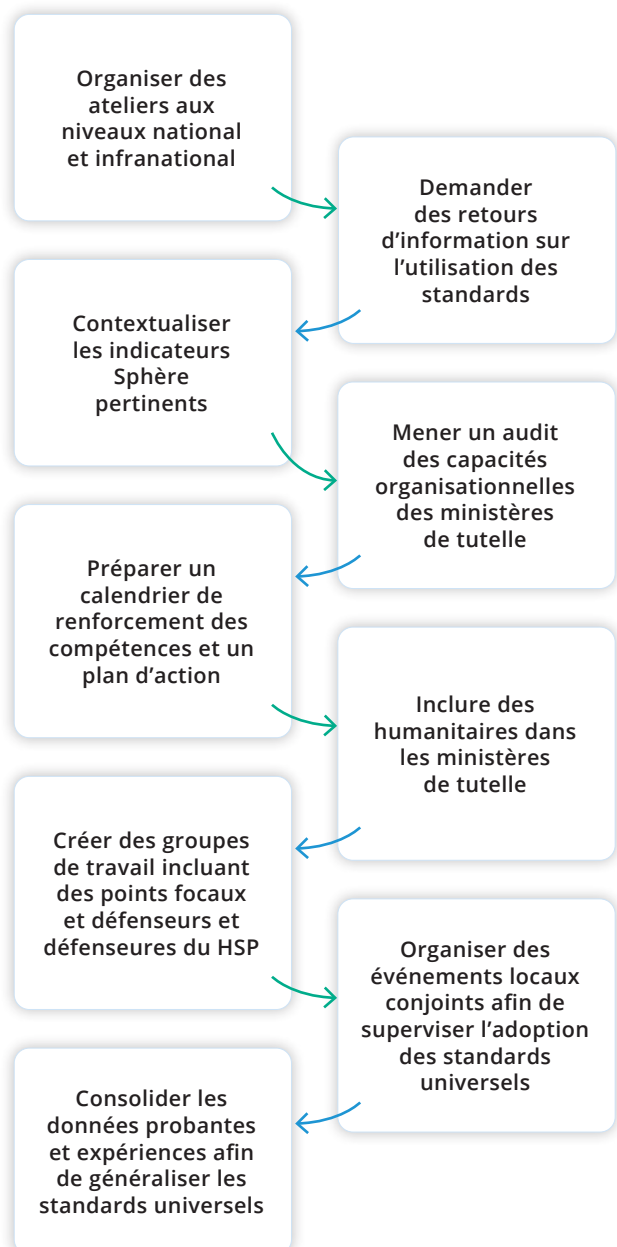 Organiser des
ateliers aux
niveaux national
et infranational
Demander
des retours
d'information sur
l'utilisation des
standards
Contextualiser
les indicateurs
Sphère
pertinents
Mener un audit
des capacités
organisationnelles
des ministères
de tutelle
Préparer un
calendrier de
renforcement des
compétences et un
plan d'action
Inclure des
humanitaires dans
les ministères
de tutelle
Créer des groupes
de travail incluant
des points focaux
et défenseurs et
défenseures du HSP
Organiser des
événements locaux
conjoints afin de
superviser l'adoption
des standards
universels
Consolider les
données probantes
et expériences afin
de généraliser les
standards universels